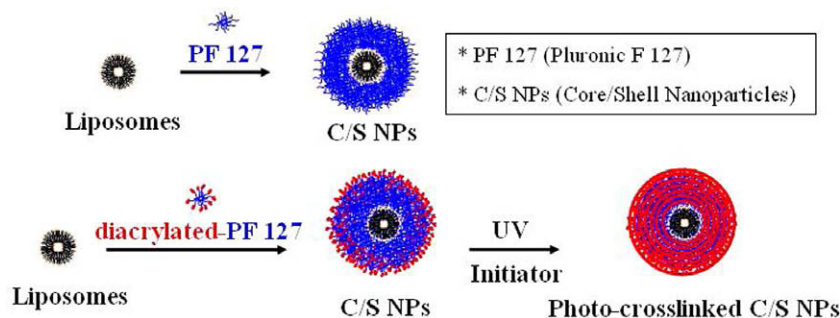 PF 127
Liposomes
C/S NPs
* PF 127 (Pluronic F 127)
* C/S NPs (Core/Shell Nanoparticles)
diacrylated-PF 127
Liposomes
C/S NPs
UV
Initiator
Photo-crosslinked C/S NPs